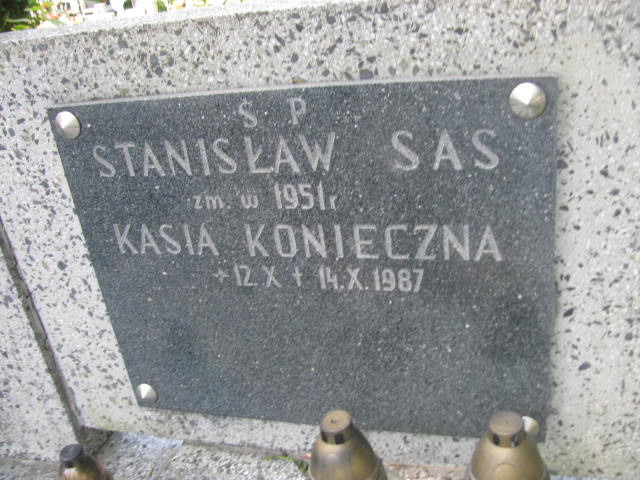 Ś P
STANISŁAW SAS
zm. w 1951 r
KASIA KONIECZNA
+12.X † 14.X.1987